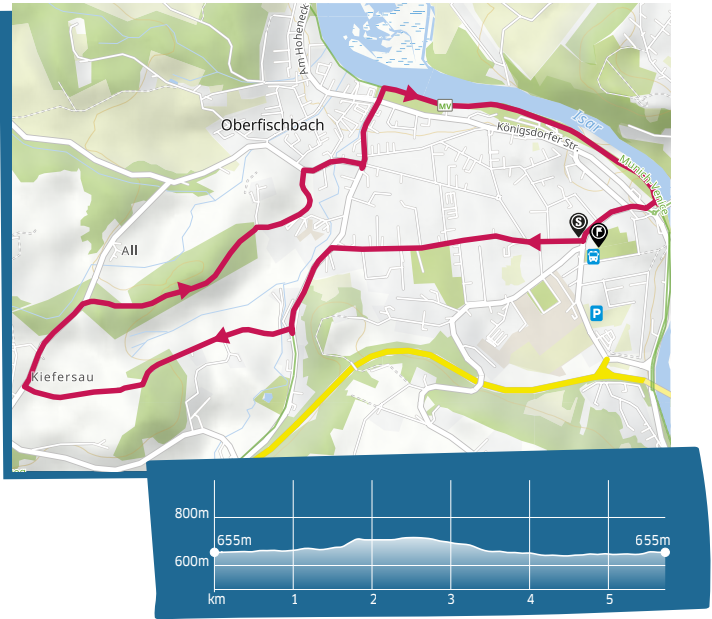 Am Hoheneck
MV
Isar
Königsdorfer Str.
Oberfischbach
Munich-Venice
S
F
All
P
Kiefersau
800m
655m
655m
600m
km
1
2
3
4
5